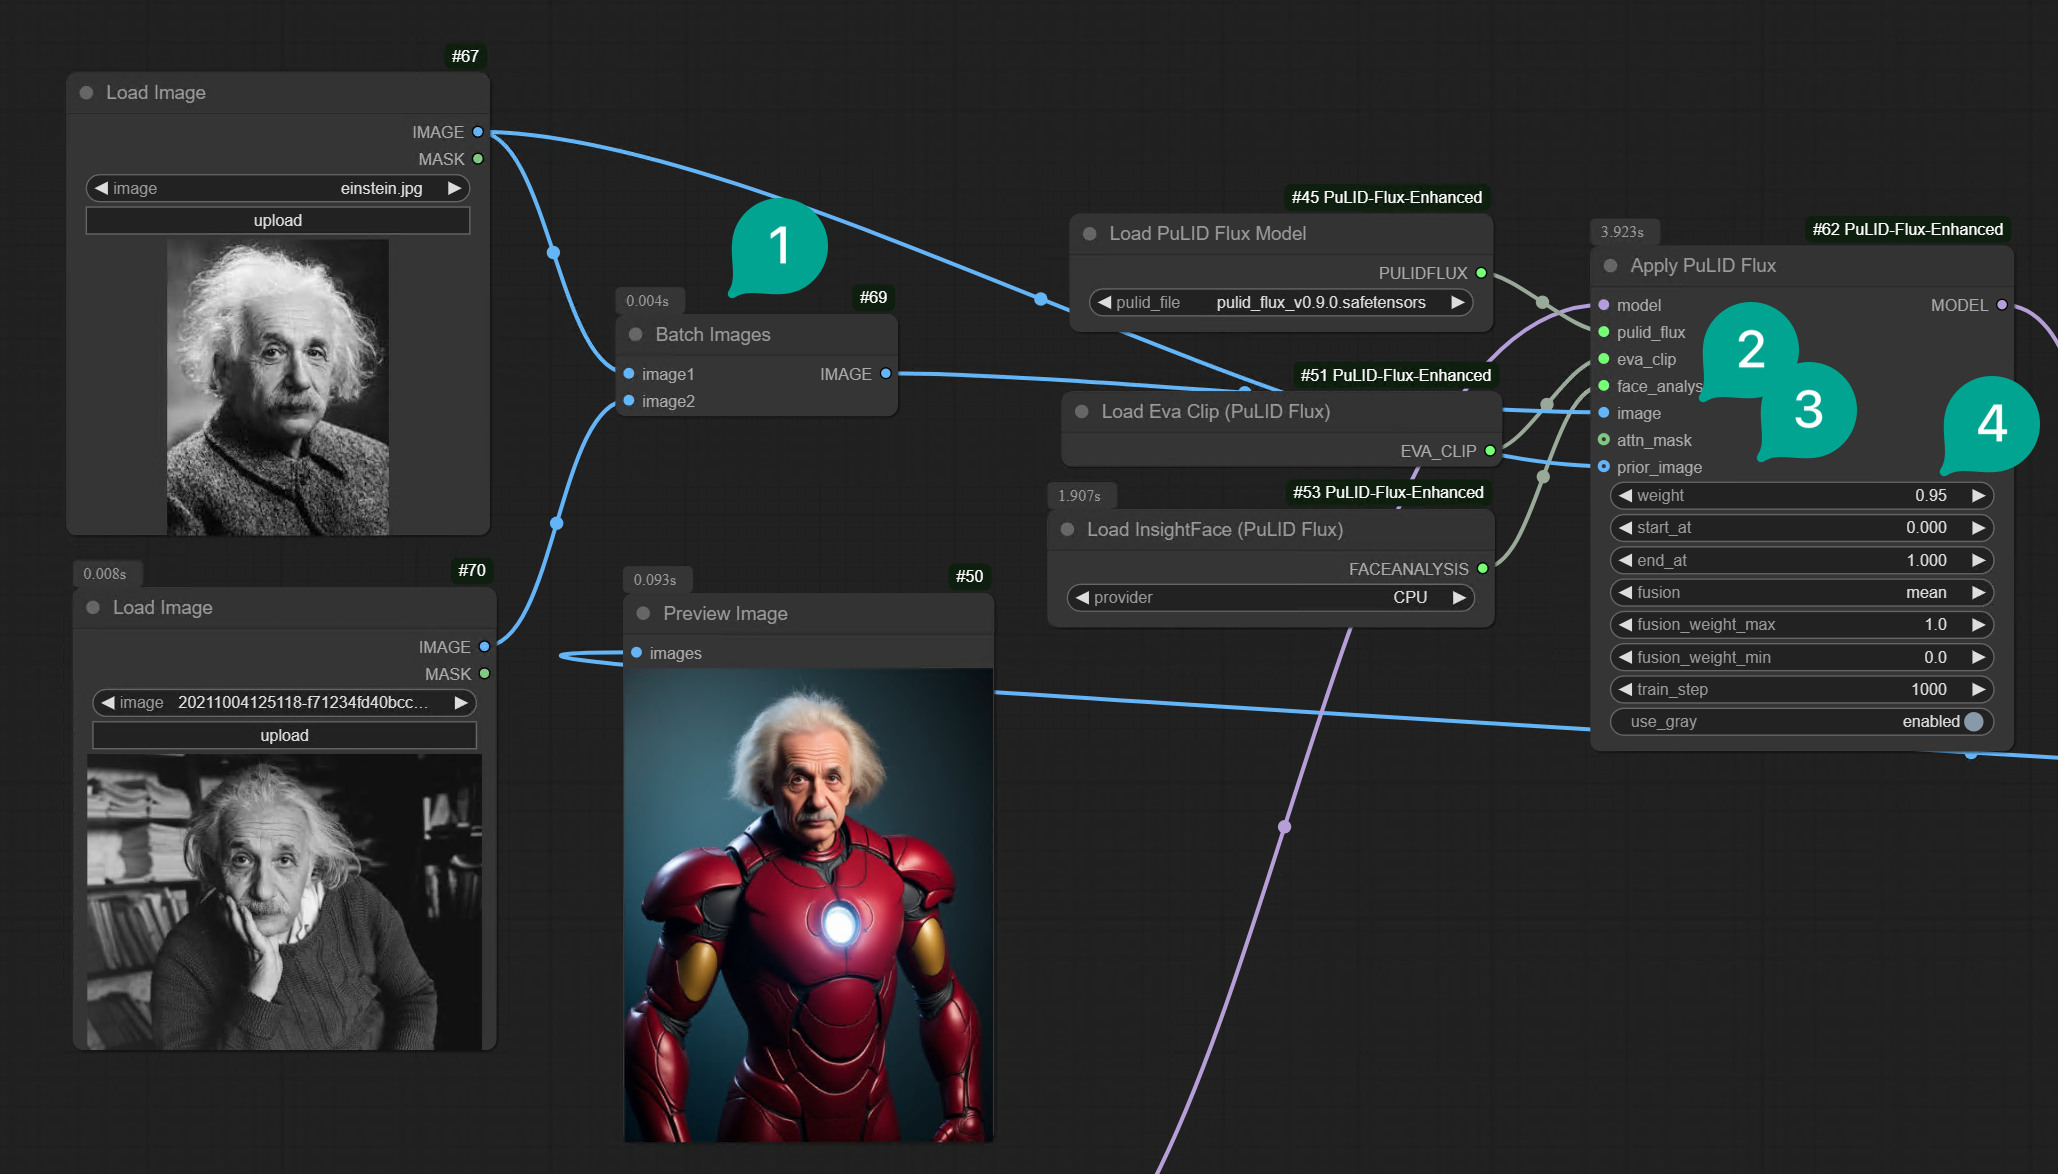 #67
Load Image
IMAGE
MASK
image einstein.jpg
upload
1
0.004s #69
Batch Images
image1 IMAGE
image2
#45 PuLID-Flux-Enhanced
Load PuLID Flux Model
PULIDFLUX
pulid_file pulid_flux_v0.9.0.safetensors
#51 PuLID-Flux-Enhanced
Load Eva Clip (PuLID Flux)
EVA_CLIP
1.907s #53 PuLID-Flux-Enhanced
Load InsightFace (PuLID Flux)
FACEANALYSIS
provider CPU
3.923s #62 PuLID-Flux-Enhanced
Apply PuLID Flux
model MODEL
pulid_flux
2
eva_clip
face_analys
3
image
4
attn_mask
prior_image
weight 0.95
start_at 0.000
end_at 1.000
fusion mean
fusion_weight_max 1.0
fusion_weight_min 0.0
train_step 1000
use_gray enabled
0.008s #70
Load Image
IMAGE
MASK
image 20211004125118-f71234fd40bcc...
upload
0.093s #50
Preview Image
images